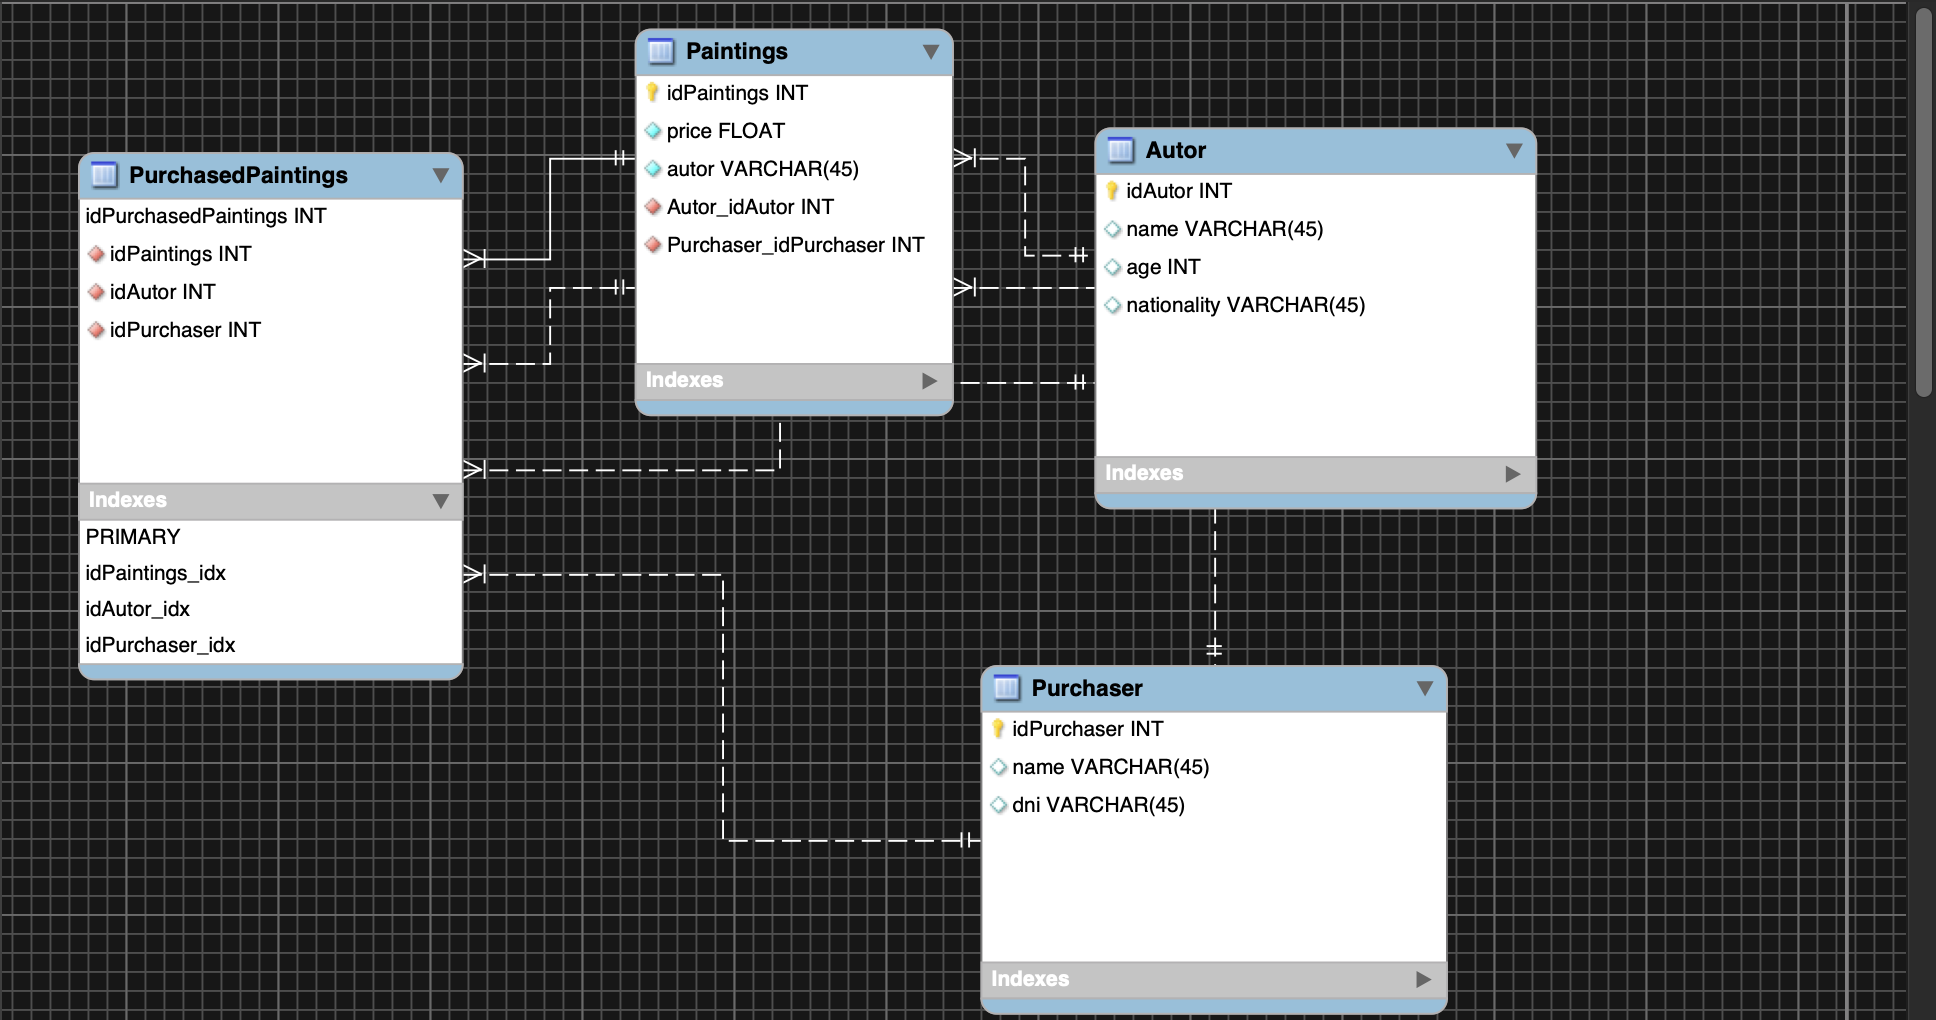 PurchasedPaintings
idPurchasedPaintings INT
idPaintings INT
idAutor INT
idPurchaser INT
Indexes
PRIMARY
idPaintings_idx
idAutor_idx
idPurchaser_idx
Paintings
idPaintings INT
price FLOAT
autor VARCHAR(45)
Autor_idAutor INT
Purchaser_idPurchaser INT
Indexes
Autor
idAutor INT
name VARCHAR(45)
age INT
nationality VARCHAR(45)
Indexes
Purchaser
idPurchaser INT
name VARCHAR(45)
dni VARCHAR(45)
Indexes